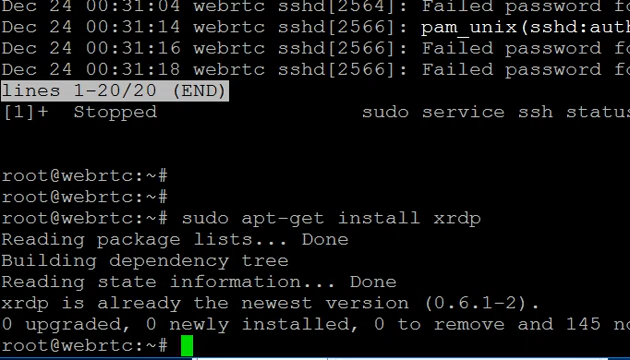 Dec 24 00:31:04 webrtc sshd[2564]: Failed password fo
Dec 24 00:31:14 webrtc sshd[2566]: pam_unix(sshd:auth
Dec 24 00:31:16 webrtc sshd[2566]: Failed password fo
Dec 24 00:31:18 webrtc sshd[2566]: Failed password fo
lines 1-20/20 (END)
[1]+  Stopped                 sudo service ssh status
root@webrtc:~#
root@webrtc:~#
root@webrtc:~# sudo apt-get install xrdp
Reading package lists... Done
Building dependency tree
Reading state information... Done
xrdp is already the newest version (0.6.1-2).
0 upgraded, 0 newly installed, 0 to remove and 145 no
root@webrtc:~#